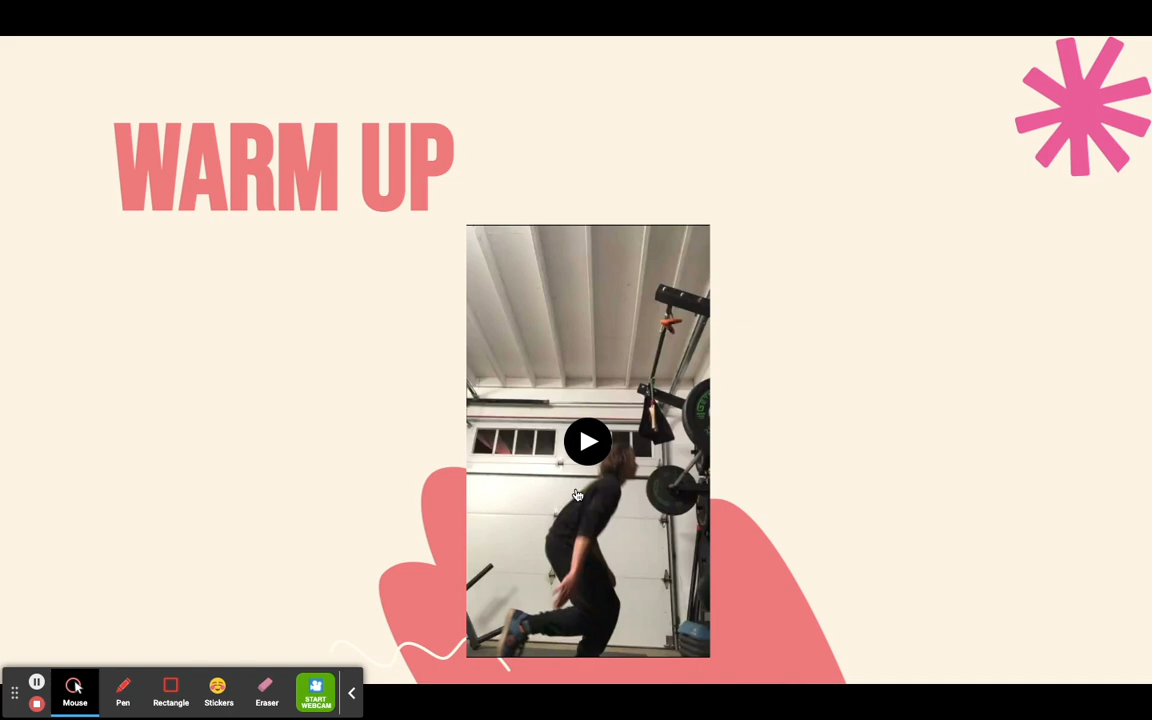 WARM UP
Mouse
Pen
Rectangle
Stickers
Eraser
START
WEBCAM